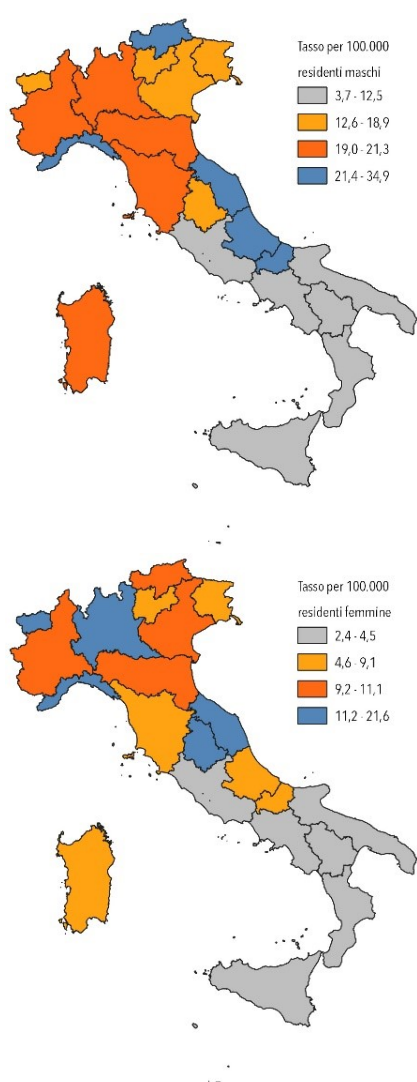 Tasso per 100.000
residenti maschi
3,7 - 12,5
12,6 - 18,9
19,0 - 21,3
21,4 - 34,9
Tasso per 100.000
residenti femmine
2,4 - 4,5
4,6 - 9,1
9,2 - 11,1
11,2 - 21,6